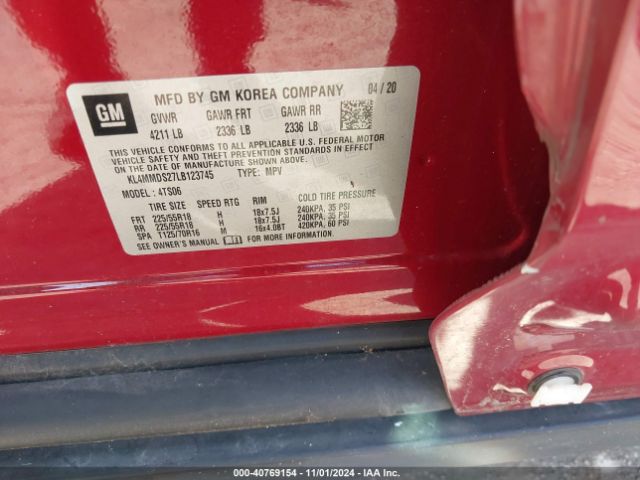 GM
MFD BY GM KOREA COMPANY 04/20
GVWR GAWR FRT GAWR RR
4211 LB 2336 LB 2336 LB
THIS VEHICLE CONFORMS TO ALL APPLICABLE U.S. FEDERAL MOTOR
VEHICLE SAFETY AND THEFT PREVENTION STANDARDS IN EFFECT
ON THE DATE OF MANUFACTURE SHOWN ABOVE.
KL4MMDS27LB123745 TYPE: MPV
MODEL: 4TS06
TIRE SIZE SPEED RTG RIM COLD TIRE PRESSURE
FRT 225/55R18 H 18x7.5J 240KPA, 35 PSI
RR 225/55R18 H 18x7.5J 240KPA, 35 PSI
SPA T125/70R16 M 16x4.0BT 420KPA, 60 PSI
SEE OWNER'S MANUAL FOR MORE INFORMATION.
000-40769154 - 11/01/2024 - IAA Inc.